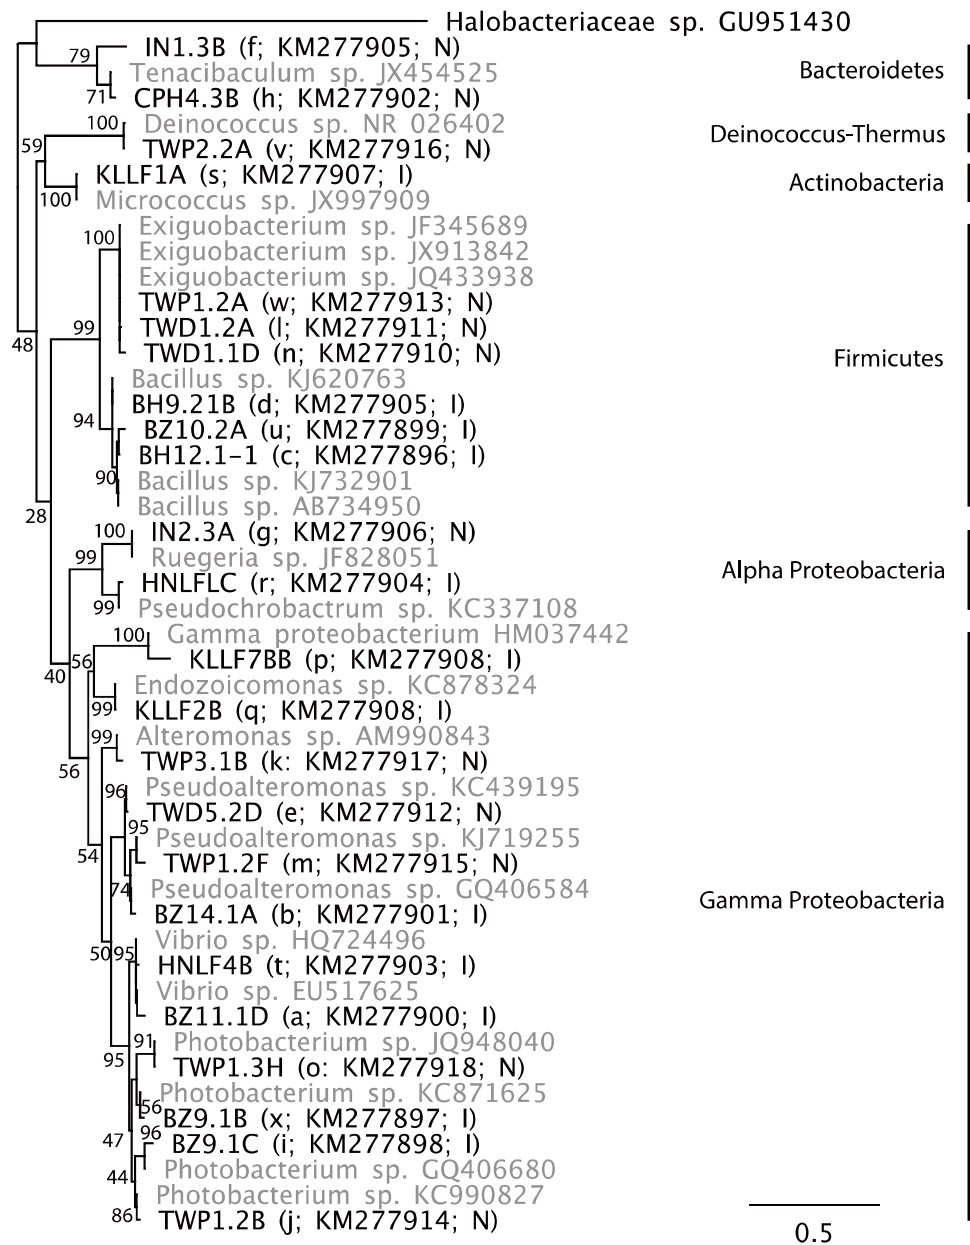 Halobacteriaceae sp. GU951430
IN1.3B (f; KM277905; N)
79
Tenacibaculum sp. JX454525
Bacteroidetes
71
CPH4.3B (h; KM277902; N)
100
Deinococcus sp. NR 026402
Deinococcus-Thermus
59
TWP2.2A (v; KM277916; N)
KLLF1A (s; KM277907; I)
Actinobacteria
100
Micrococcus sp. JX997909
Exiguobacterium sp. JF345689
100
Exiguobacterium sp. JX913842
Exiguobacterium sp. JQ433938
TWP1.2A (w; KM277913; N)
99
TWD1.2A (l; KM277911; N)
48
TWD1.1D (n; KM277910; N)
Firmicutes
Bacillus sp. KJ620763
BH9.21B (d; KM277905; I)
94
BZ10.2A (u; KM277899; I)
BH12.1-1 (c; KM277896; I)
90
Bacillus sp. KJ732901
Bacillus sp. AB734950
28
100
IN2.3A (g; KM277906; N)
99
Ruegeria sp. JF828051
Alpha Proteobacteria
HNLFLC (r; KM277904; I)
99
Pseudochrobactrum sp. KC337108
100
Gamma proteobacterium HM037442
56
KLLF7BB (p; KM277908; I)
40
Endozoicomonas sp. KC878324
99
KLLF2B (q; KM277908; I)
99
Alteromonas sp. AM990843
56
TWP3.1B (k: KM277917; N)
96
Pseudoalteromonas sp. KC439195
TWD5.2D (e; KM277912; N)
95
Pseudoalteromonas sp. KJ719255
54
TWP1.2F (m; KM277915; N)
74
Pseudoalteromonas sp. GQ406584
Gamma Proteobacteria
BZ14.1A (b; KM277901; I)
50
95
Vibrio sp. HQ724496
HNLF4B (t; KM277903; I)
Vibrio sp. EU517625
BZ11.1D (a; KM277900; I)
91
Photobacterium sp. JQ948040
95
TWP1.3H (o: KM277918; N)
Photobacterium sp. KC871625
56
BZ9.1B (x; KM277897; I)
47
96
BZ9.1C (i; KM277898; I)
44
Photobacterium sp. GQ406680
Photobacterium sp. KC990827
86
TWP1.2B (j; KM277914; N)
0.5